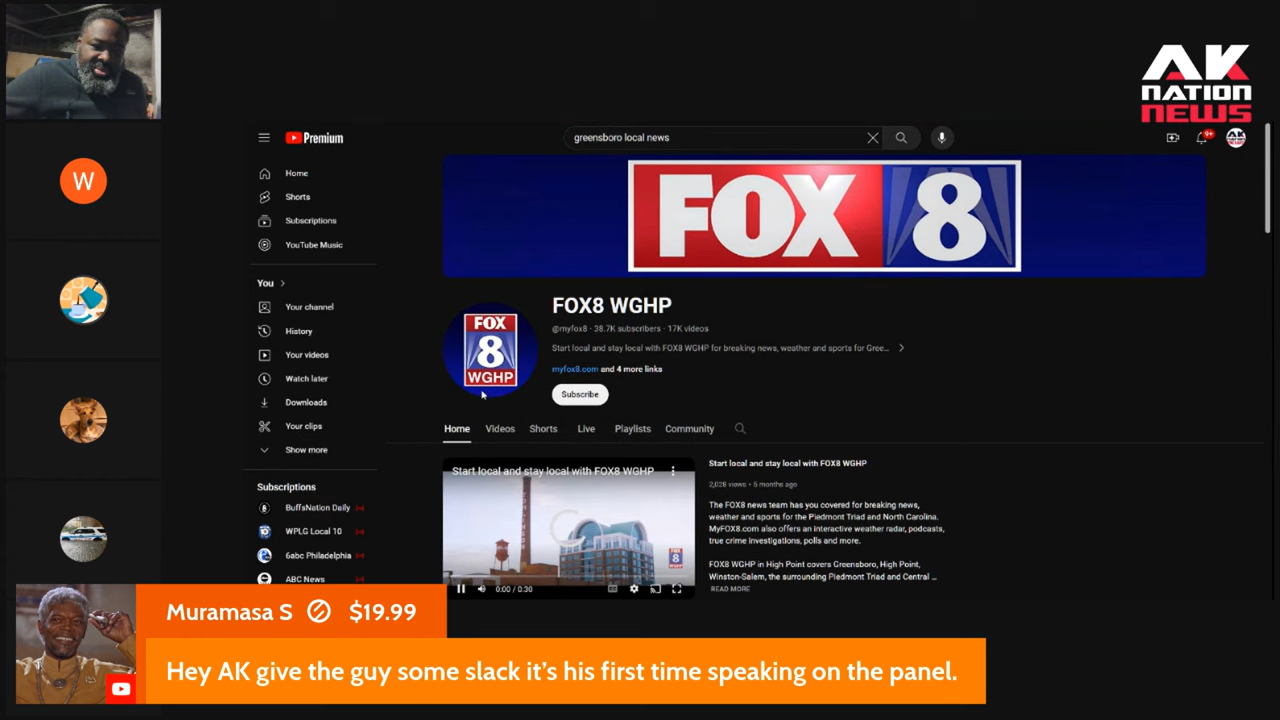 AK
NATION
NEWS
W
Premium
greensboro local news
9+
Home
Shorts
Subscriptions
YouTube Music
You
Your channel
History
Your videos
Watch later
Downloads
Your clips
Show more
Subscriptions
BuffsNation Daily
WPLG Local 10
6abc Philadelphia
ABC News
FOX 8
FOX
8
WGHP
FOX8 WGHP
@myfox8 • 38.7K subscribers • 17K videos
Start local and stay local with FOX8 WGHP for breaking news, weather and sports for Gree...
myfox8.com and 4 more links
Subscribe
Home Videos Shorts Live Playlists Community
Start local and stay local with FOX8 WGHP
0:00 / 0:30
Start local and stay local with FOX8 WGHP
2,028 views • 5 months ago
The FOX8 news team has you covered for breaking news,
weather and sports for the Piedmont Triad and North Carolina.
MyFOX8.com also offers an interactive weather radar, podcasts,
true crime investigations, polls and more.
FOX8 WGHP in High Point covers Greensboro, High Point,
Winston-Salem, the surrounding Piedmont Triad and Central ...
READ MORE
Muramasa S $19.99
Hey AK give the guy some slack it's his first time speaking on the panel.